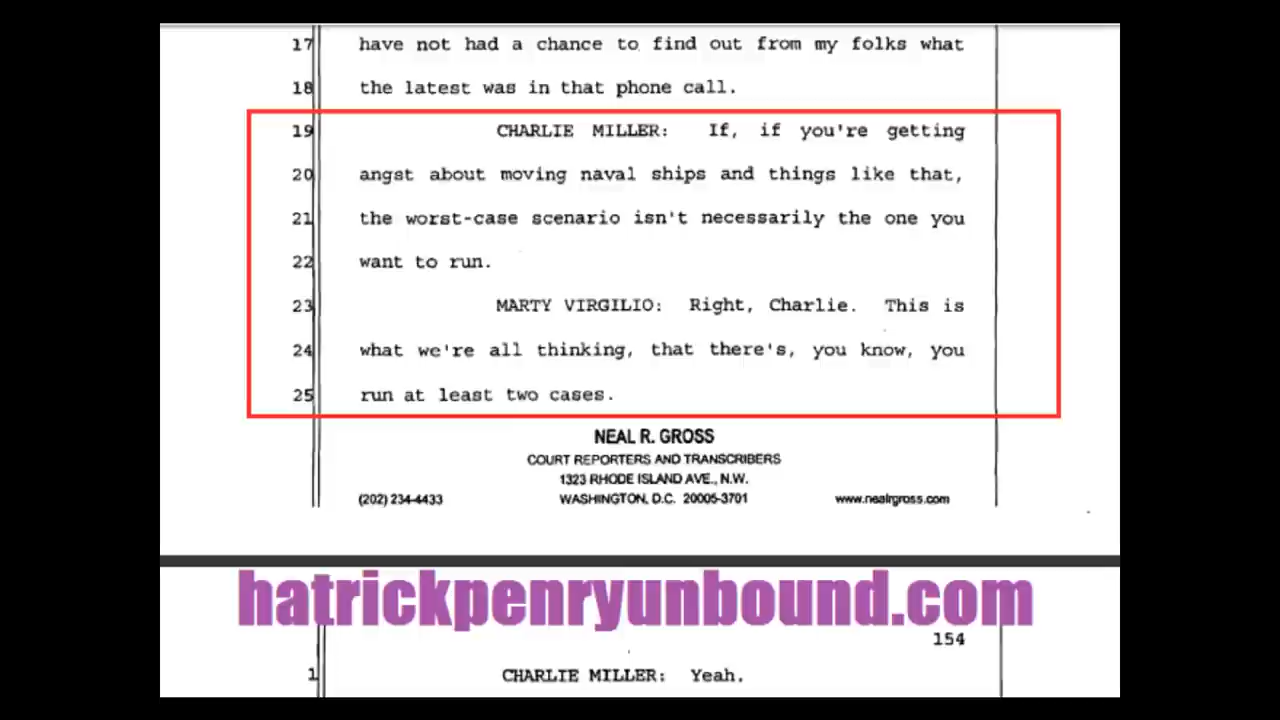 17 have not had a chance to find out from my folks what
18 the latest was in that phone call.
19 CHARLIE MILLER: If, if you're getting
20 angst about moving naval ships and things like that,
21 the worst-case scenario isn't necessarily the one you
22 want to run.
23 MARTY VIRGILIO: Right, Charlie. This is
24 what we're all thinking, that there's, you know, you
25 run at least two cases.
NEAL R. GROSS
COURT REPORTERS AND TRANSCRIBERS
1323 RHODE ISLAND AVE., N.W.
(202) 234-4433 WASHINGTON, D.C. 20005-3701 www.nealrgross.com
hatrickpenryunbound.com
154
1 CHARLIE MILLER: Yeah.